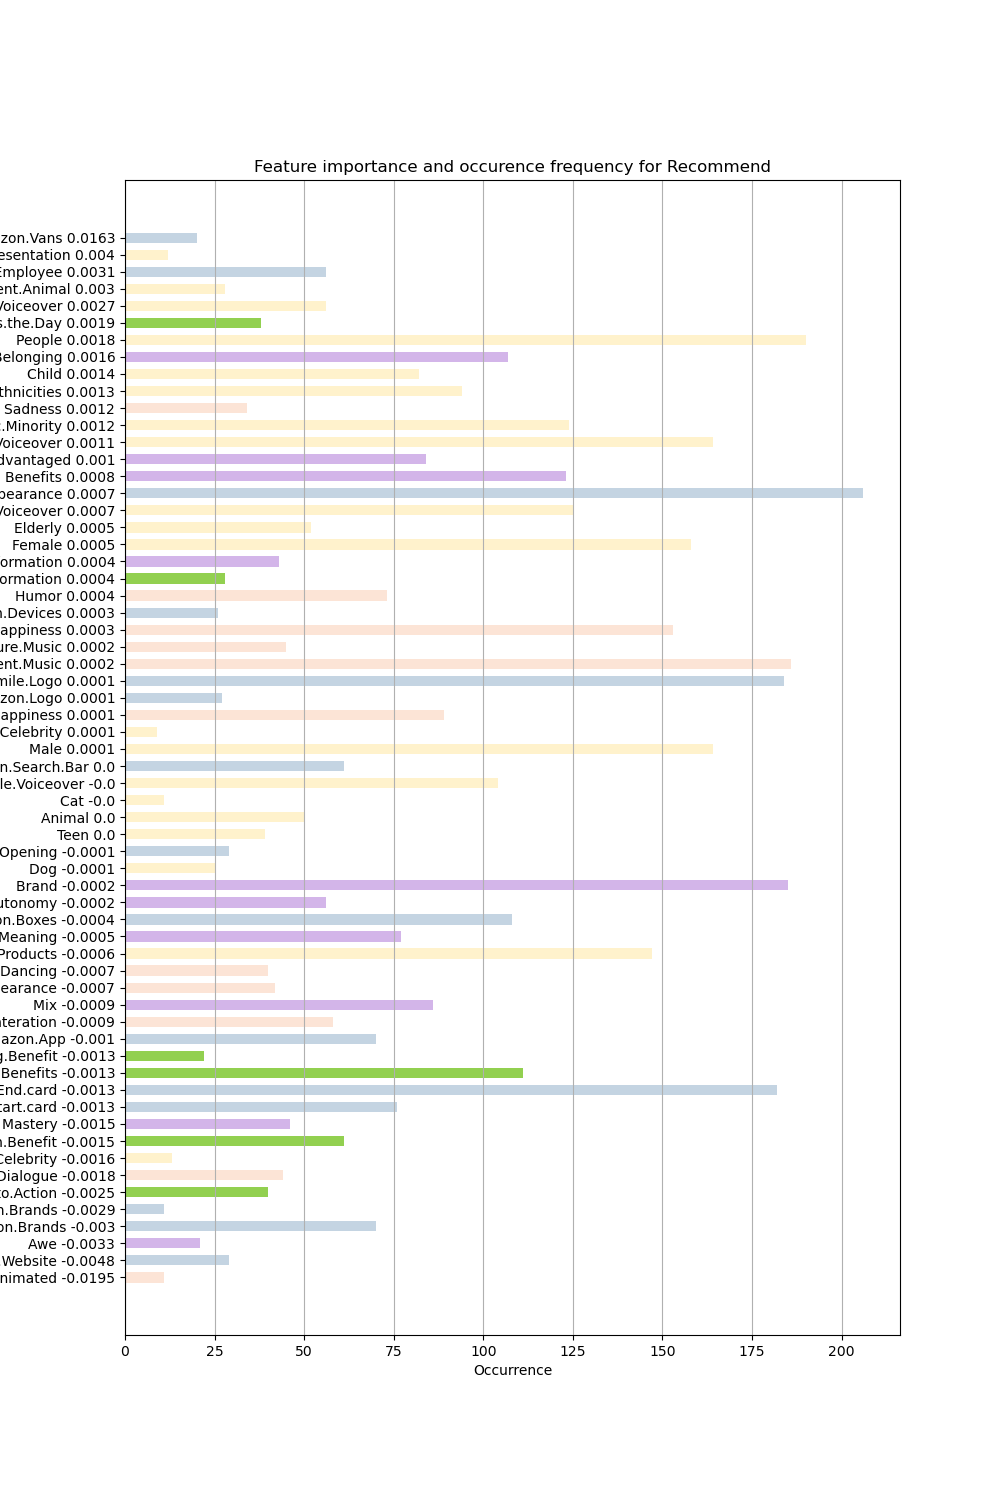 Feature importance and occurence frequency for Recommend
zon.Vans 0.0163
esentation 0.004
Employee 0.0031
ent.Animal 0.003
Voiceover 0.0027
s.the.Day 0.0019
People 0.0018
Belonging 0.0016
Child 0.0014
thnicities 0.0013
Sadness 0.0012
c.Minority 0.0012
Voiceover 0.0011
dvantaged 0.001
Benefits 0.0008
pearance 0.0007
Voiceover 0.0007
Elderly 0.0005
Female 0.0005
ormation 0.0004
ormation 0.0004
Humor 0.0004
n.Devices 0.0003
appiness 0.0003
ure.Music 0.0002
ent.Music 0.0002
mile.Logo 0.0001
zon.Logo 0.0001
appiness 0.0001
Celebrity 0.0001
Male 0.0001
n.Search.Bar 0.0
le.Voiceover -0.0
Cat -0.0
Animal 0.0
Teen 0.0
Opening -0.0001
Dog -0.0001
Brand -0.0002
utonomy -0.0002
on.Boxes -0.0004
Meaning -0.0005
Products -0.0006
Dancing -0.0007
earance -0.0007
Mix -0.0009
iteration -0.0009
azon.App -0.001
g.Benefit -0.0013
Benefits -0.0013
End.card -0.0013
tart.card -0.0013
Mastery -0.0015
n.Benefit -0.0015
Celebrity -0.0016
Dialogue -0.0018
to.Action -0.0025
n.Brands -0.0029
on.Brands -0.003
Awe -0.0033
.Website -0.0048
nimated -0.0195
0 25 50 75 100 125 150 175 200
Occurrence